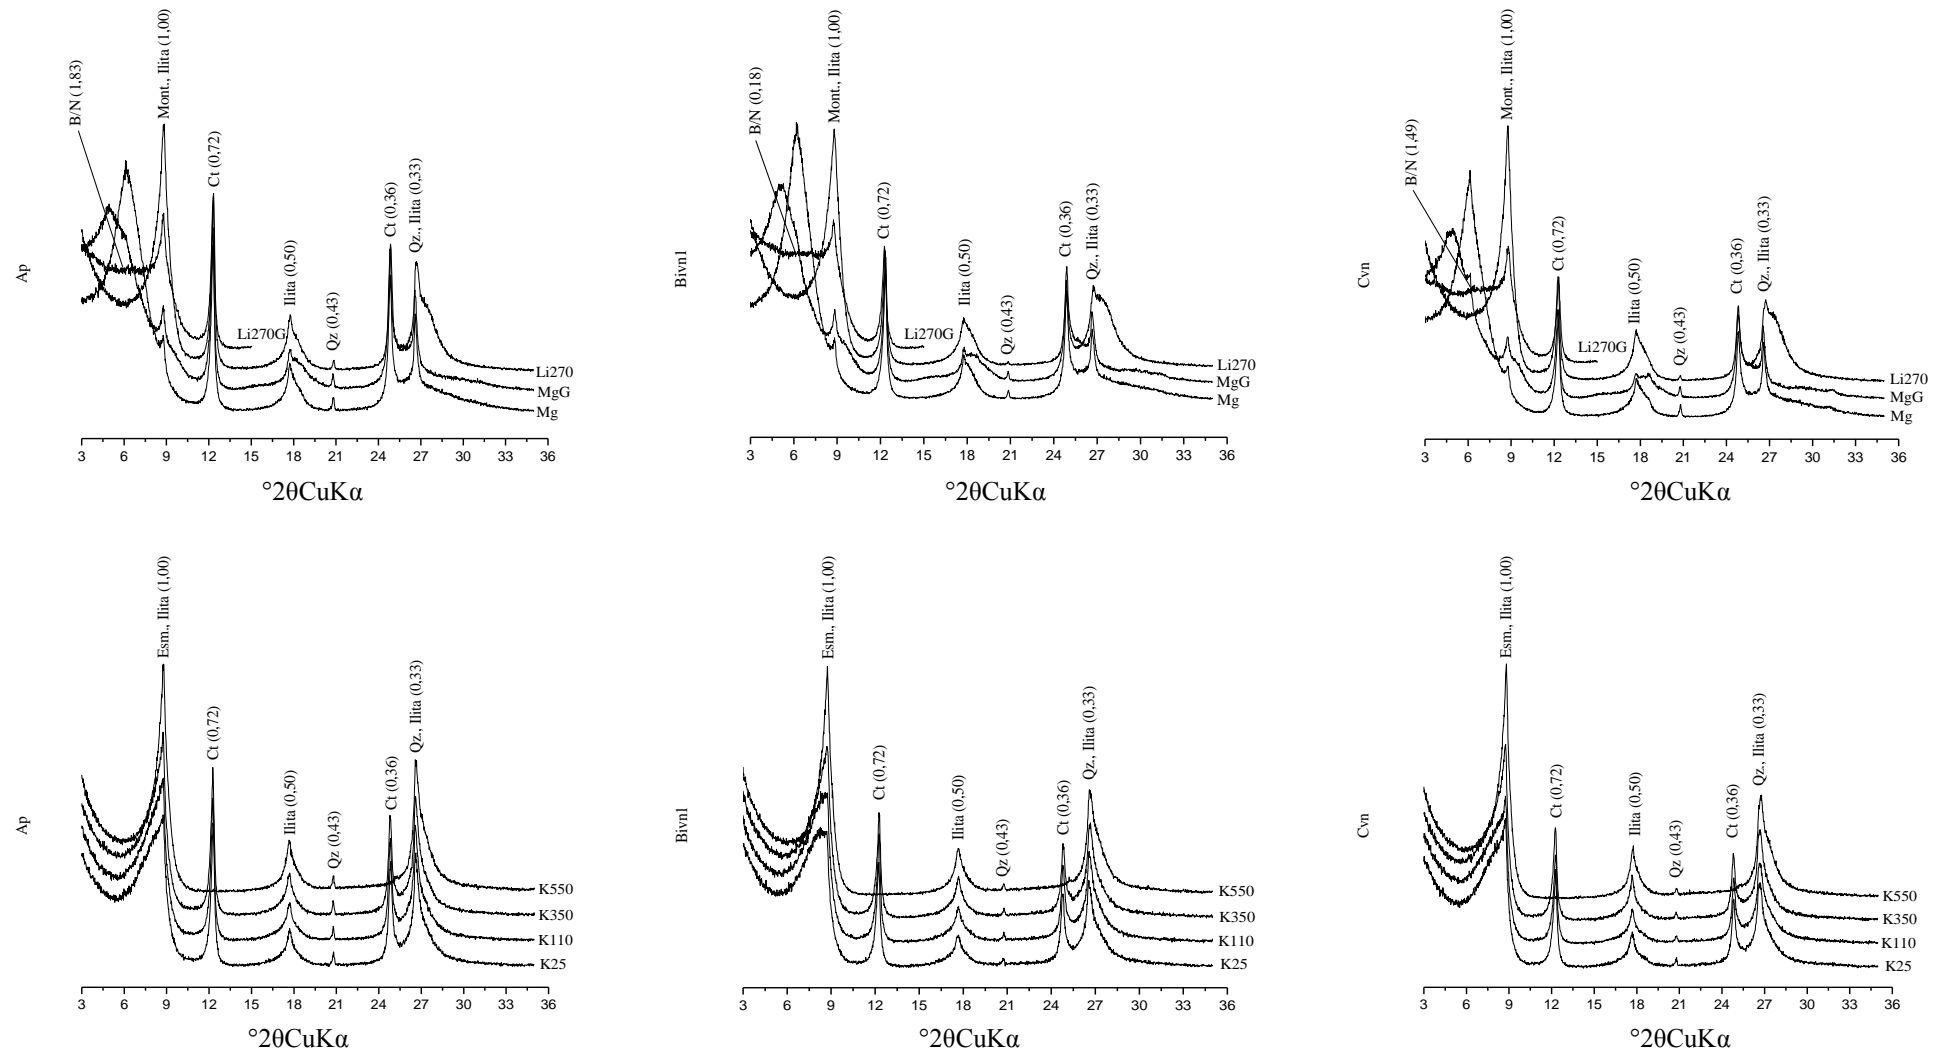 Ap
B/N (1,83)
Mont., Ilita (1,00)
Ct (0,72)
Ilita (0,50)
Qz (0,43)
Ct (0,36)
Qz., Ilita (0,33)
Li270G
Li270
MgG
Mg
3 6 9 12 15 18 21 24 27 30 33 36
°2θCuKα
Bivn1
B/N (0,18)
Mont., Ilita (1,00)
Ct (0,72)
Ilita (0,50)
Qz (0,43)
Ct (0,36)
Qz., Ilita (0,33)
Li270G
Li270
MgG
Mg
3 6 9 12 15 18 21 24 27 30 33 36
°2θCuKα
Cvn
B/N (1,49)
Mont., Ilita (1,00)
Ct (0,72)
Ilita (0,50)
Qz (0,43)
Ct (0,36)
Qz., Ilita (0,33)
Li270G
Li270
MgG
Mg
3 6 9 12 15 18 21 24 27 30 33 36
°2θCuKα
Ap
Esm., Ilita (1,00)
Ct (0,72)
Ilita (0,50)
Qz (0,43)
Ct (0,36)
Qz., Ilita (0,33)
K550
K350
K110
K25
3 6 9 12 15 18 21 24 27 30 33 36
°2θCuKα
Bivn1
Esm., Ilita (1,00)
Ct (0,72)
Ilita (0,50)
Qz (0,43)
Ct (0,36)
Qz., Ilita (0,33)
K550
K350
K110
K25
3 6 9 12 15 18 21 24 27 30 33 36
°2θCuKα
Cvn
Esm., Ilita (1,00)
Ct (0,72)
Ilita (0,50)
Qz (0,43)
Ct (0,36)
Qz., Ilita (0,33)
K550
K350
K110
K25
3 6 9 12 15 18 21 24 27 30 33 36
°2θCuKα